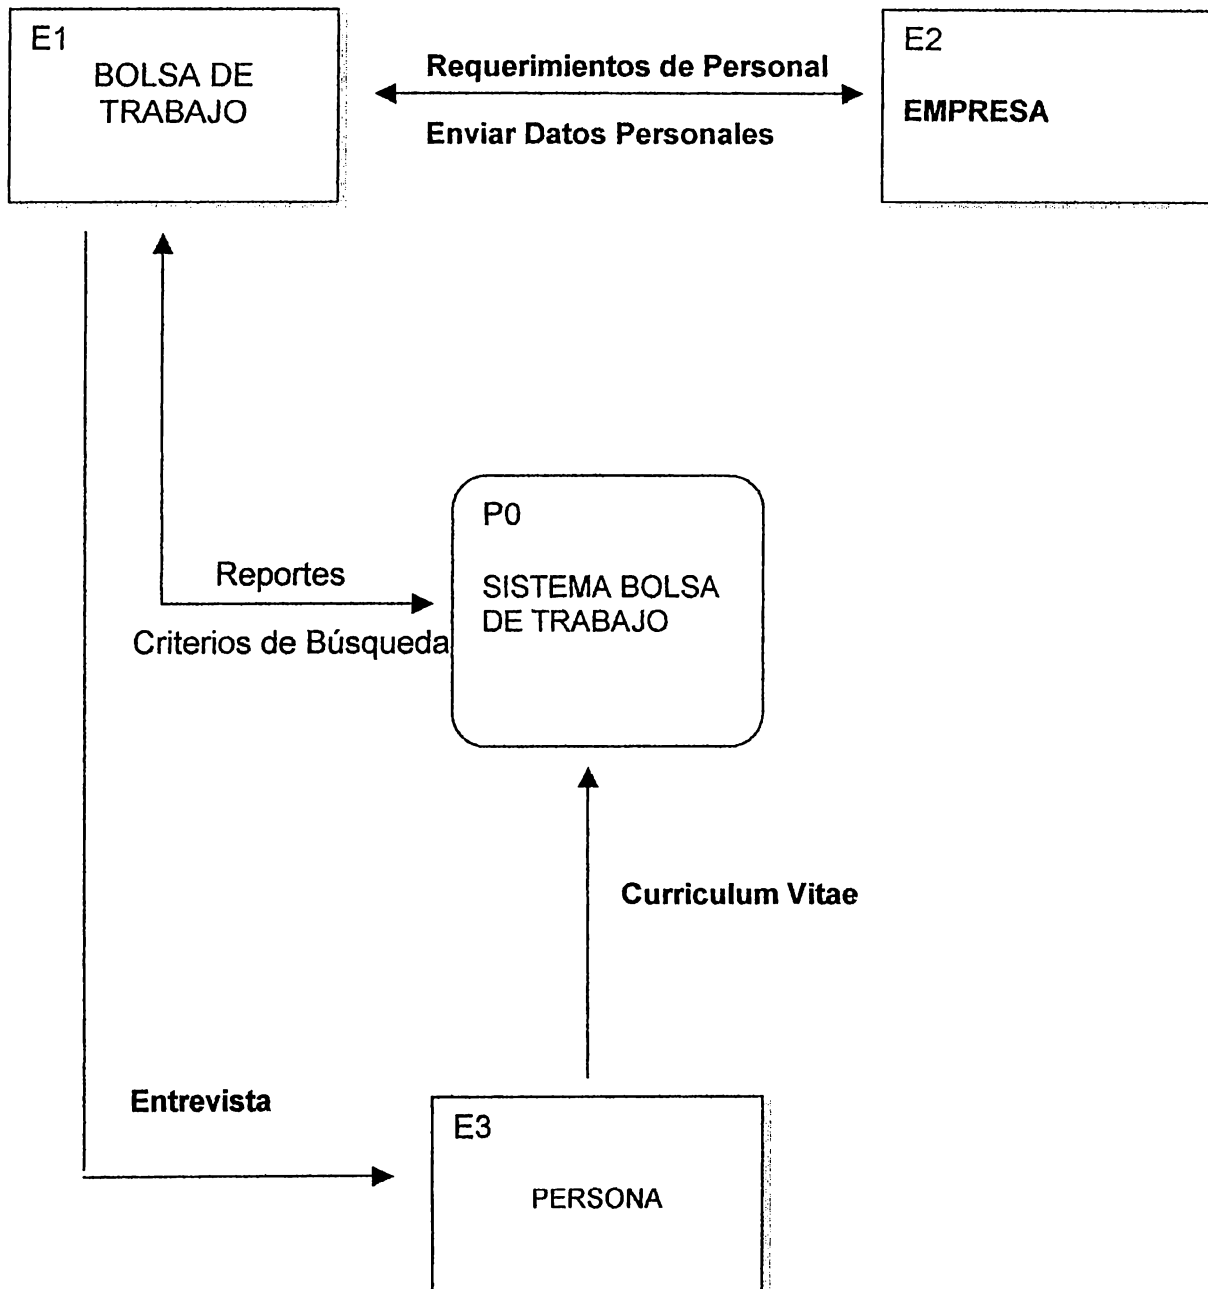 E1
BOLSA DE
TRABAJO
Requerimientos de Personal
Enviar Datos Personales
E2
EMPRESA
P0
SISTEMA BOLSA
DE TRABAJO
Reportes
Criterios de Búsqueda
Curriculum Vitae
Entrevista
E3
PERSONA